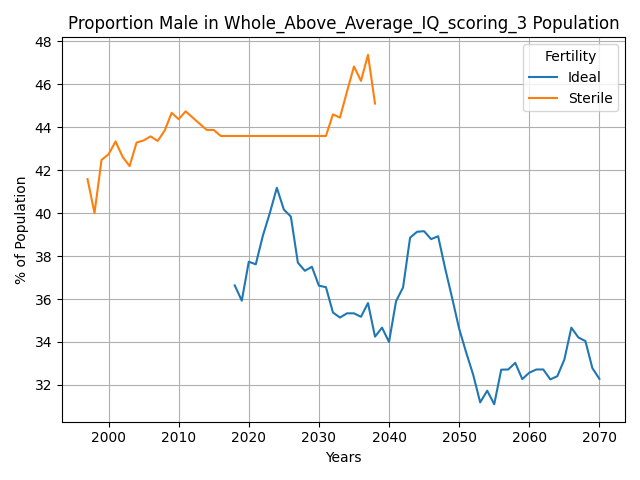 Proportion Male in Whole_Above_Average_IQ_scoring_3 Population
48
46
44
42
40
38
36
34
32
% of Population
2000 2010 2020 2030 2040 2050 2060 2070
Years
Fertility
Ideal
Sterile